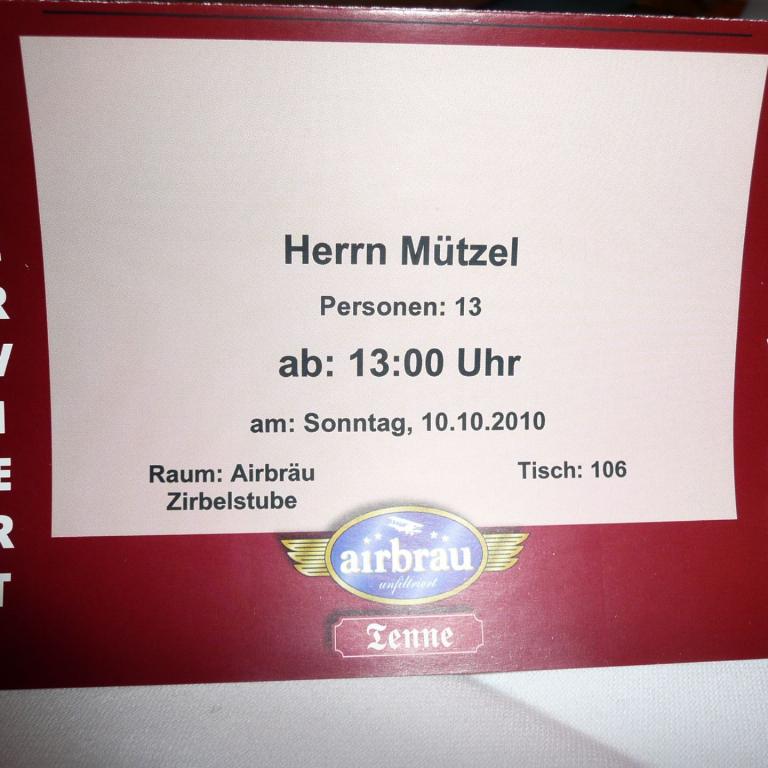 Herrn Mützel
Personen: 13
ab: 13:00 Uhr
am: Sonntag, 10.10.2010
Raum: Airbräu
Zirbelstube
Tisch: 106
airbräu
unfiltriert
Tenne